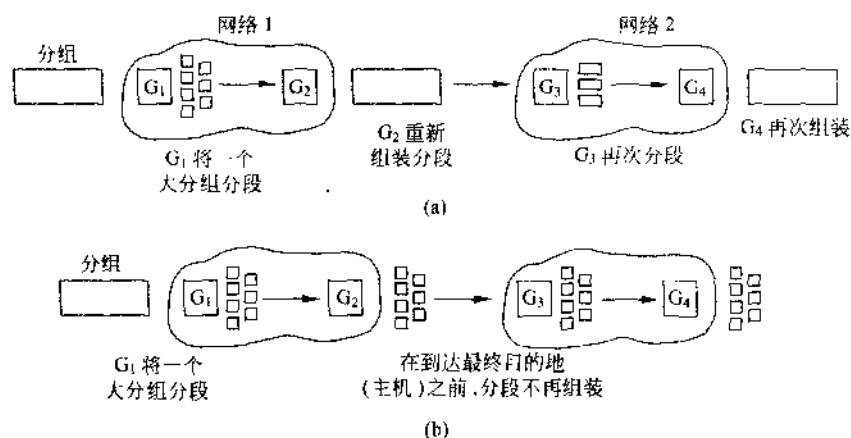 网络 1
网络 2
分组
G₁
G₂
G₃
G₄
G₁ 将一个
大分组分段
G₂ 重新
组装分段
G₃ 再次分段
G₄ 再次组装
(a)
分组
G₁
G₂
G₃
G₄
G₁ 将一个
大分组分段
在到达最终目的地
(主机)之前,分段不再组装
(b)